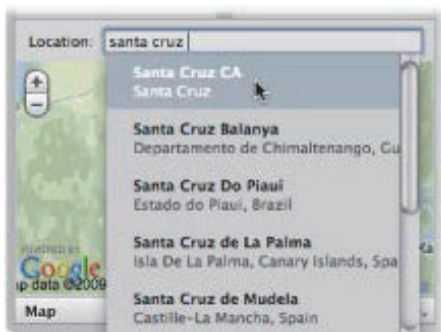 Location: santa cruz
Santa Cruz CA
Santa Cruz
+
−
Santa Cruz Balanya
Departamento de Chimaltenango, Gu
Santa Cruz Do Piaui
Estado do Piaui, Brazil
Santa Cruz de La Palma
Isla De La Palma, Canary Islands, Spa
POWERED BY
Google
p data ©2009
Santa Cruz de Mudela
Castille-La Mancha, Spain
Map